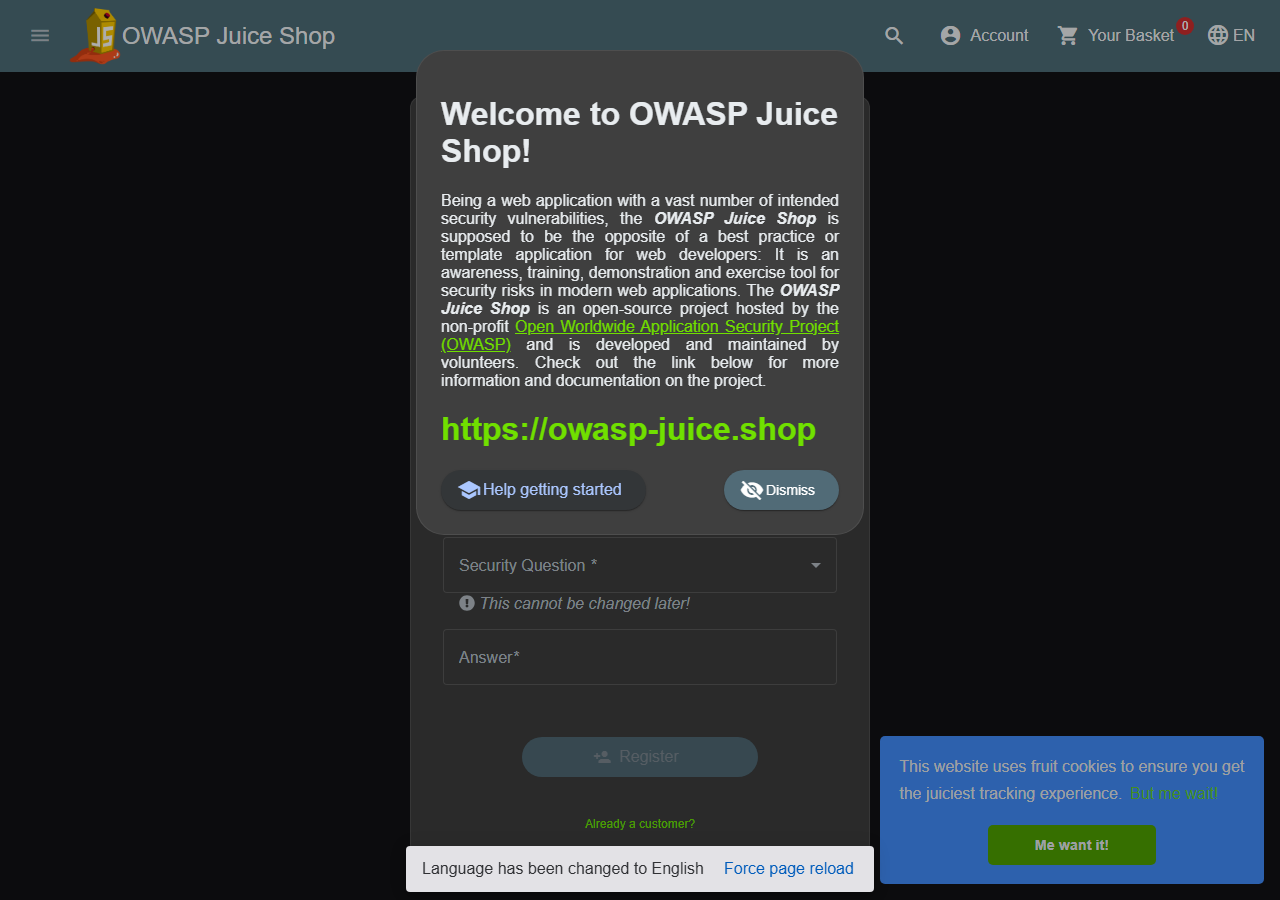 OWASP Juice Shop
Account
Your Basket
0
EN
Welcome to OWASP Juice
Shop!
Being a web application with a vast number of intended
security vulnerabilities, the OWASP Juice Shop is
supposed to be the opposite of a best practice or
template application for web developers: It is an
awareness, training, demonstration and exercise tool for
security risks in modern web applications. The OWASP
Juice Shop is an open-source project hosted by the
non-profit Open Worldwide Application Security Project
(OWASP) and is developed and maintained by
volunteers. Check out the link below for more
information and documentation on the project.
https://owasp-juice.shop
Help getting started
Dismiss
Security Question *
This cannot be changed later!
Answer*
Register
Already a customer?
This website uses fruit cookies to ensure you get
the juiciest tracking experience. But me wait!
Me want it!
Language has been changed to English
Force page reload